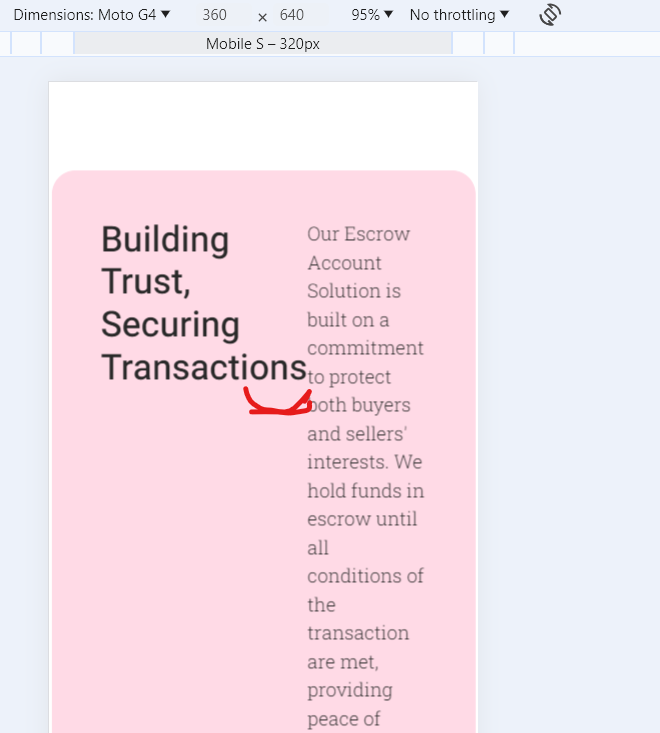 Dimensions: Moto G4 ▼ 360 × 640 95% ▼ No throttling ▼
Mobile S – 320px
Building
Trust,
Securing
Transactions
Our Escrow
Account
Solution is
built on a
commitment
to protect
both buyers
and sellers'
interests. We
hold funds in
escrow until
all
conditions of
the
transaction
are met,
providing
peace of